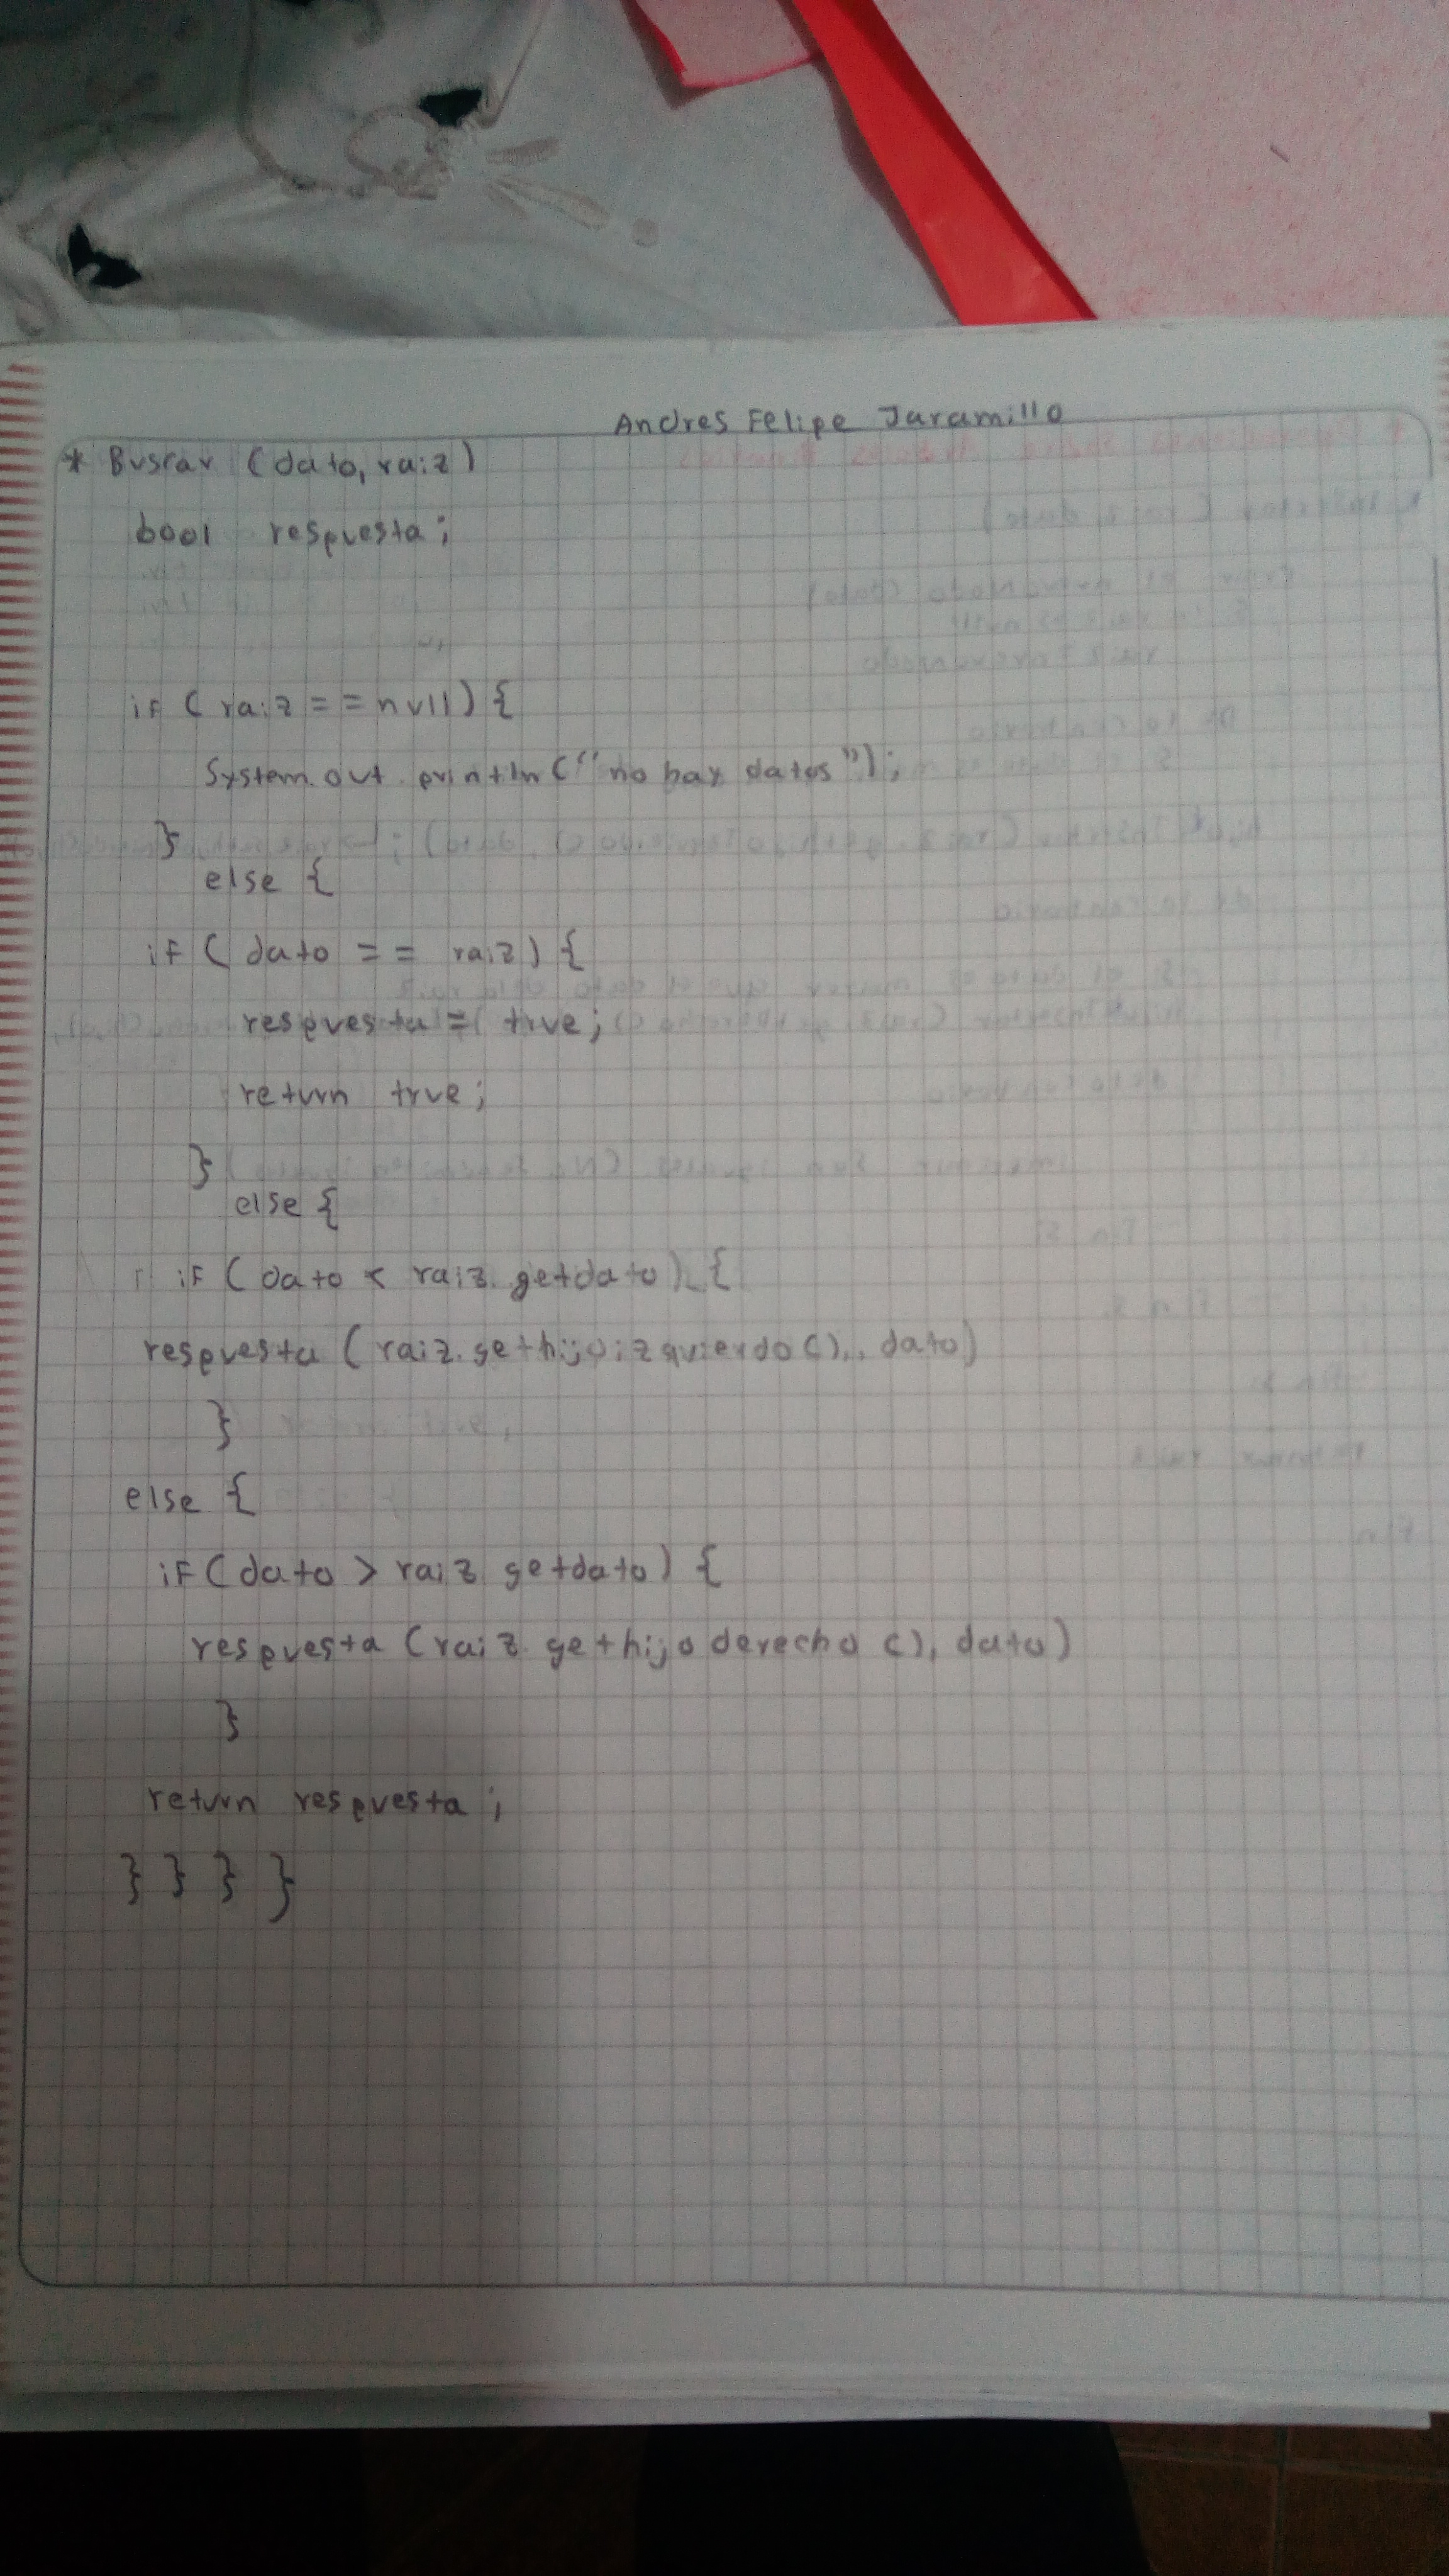 Andres Felipe Jaramillo
* Buscar (dato, raiz)
bool respuesta;
if (raiz == null) {
System.out.println("no hay datos");
}
else {
if (dato == raiz) {
respuesta = true;
return true;
}
else {
if (dato < raiz.getdato) {
respuesta (raiz.gethijoizquierdo(), dato)
}
else {
if (dato > raiz.getdato) {
respuesta (raiz.gethijoderecho(), dato)
}
return respuesta;
} } } }